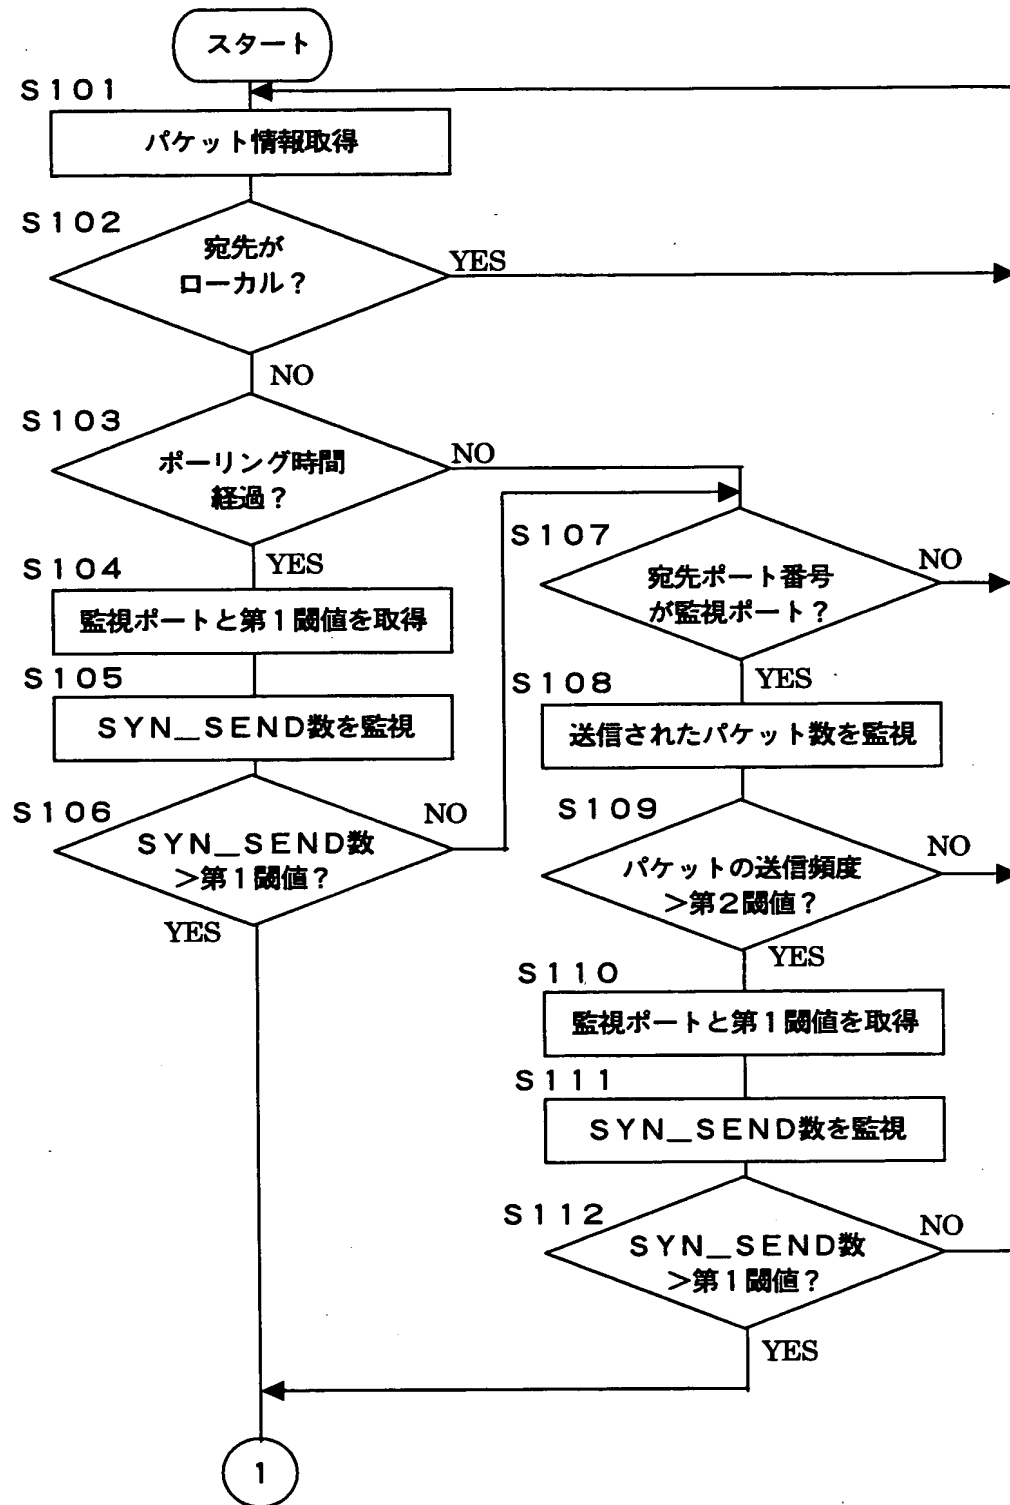 スタート
S101
パケット情報取得
S102
宛先が
ローカル？
YES
NO
S103
ポーリング時間
経過？
NO
YES
S104
監視ポートと第１閾値を取得
S105
SYN_SEND数を監視
S106
SYN_SEND数
＞第１閾値？
NO
YES
S107
宛先ポート番号
が監視ポート？
NO
YES
S108
送信されたパケット数を監視
S109
パケットの送信頻度
＞第２閾値？
NO
YES
S110
監視ポートと第１閾値を取得
S111
SYN_SEND数を監視
S112
SYN_SEND数
＞第１閾値？
NO
YES
1